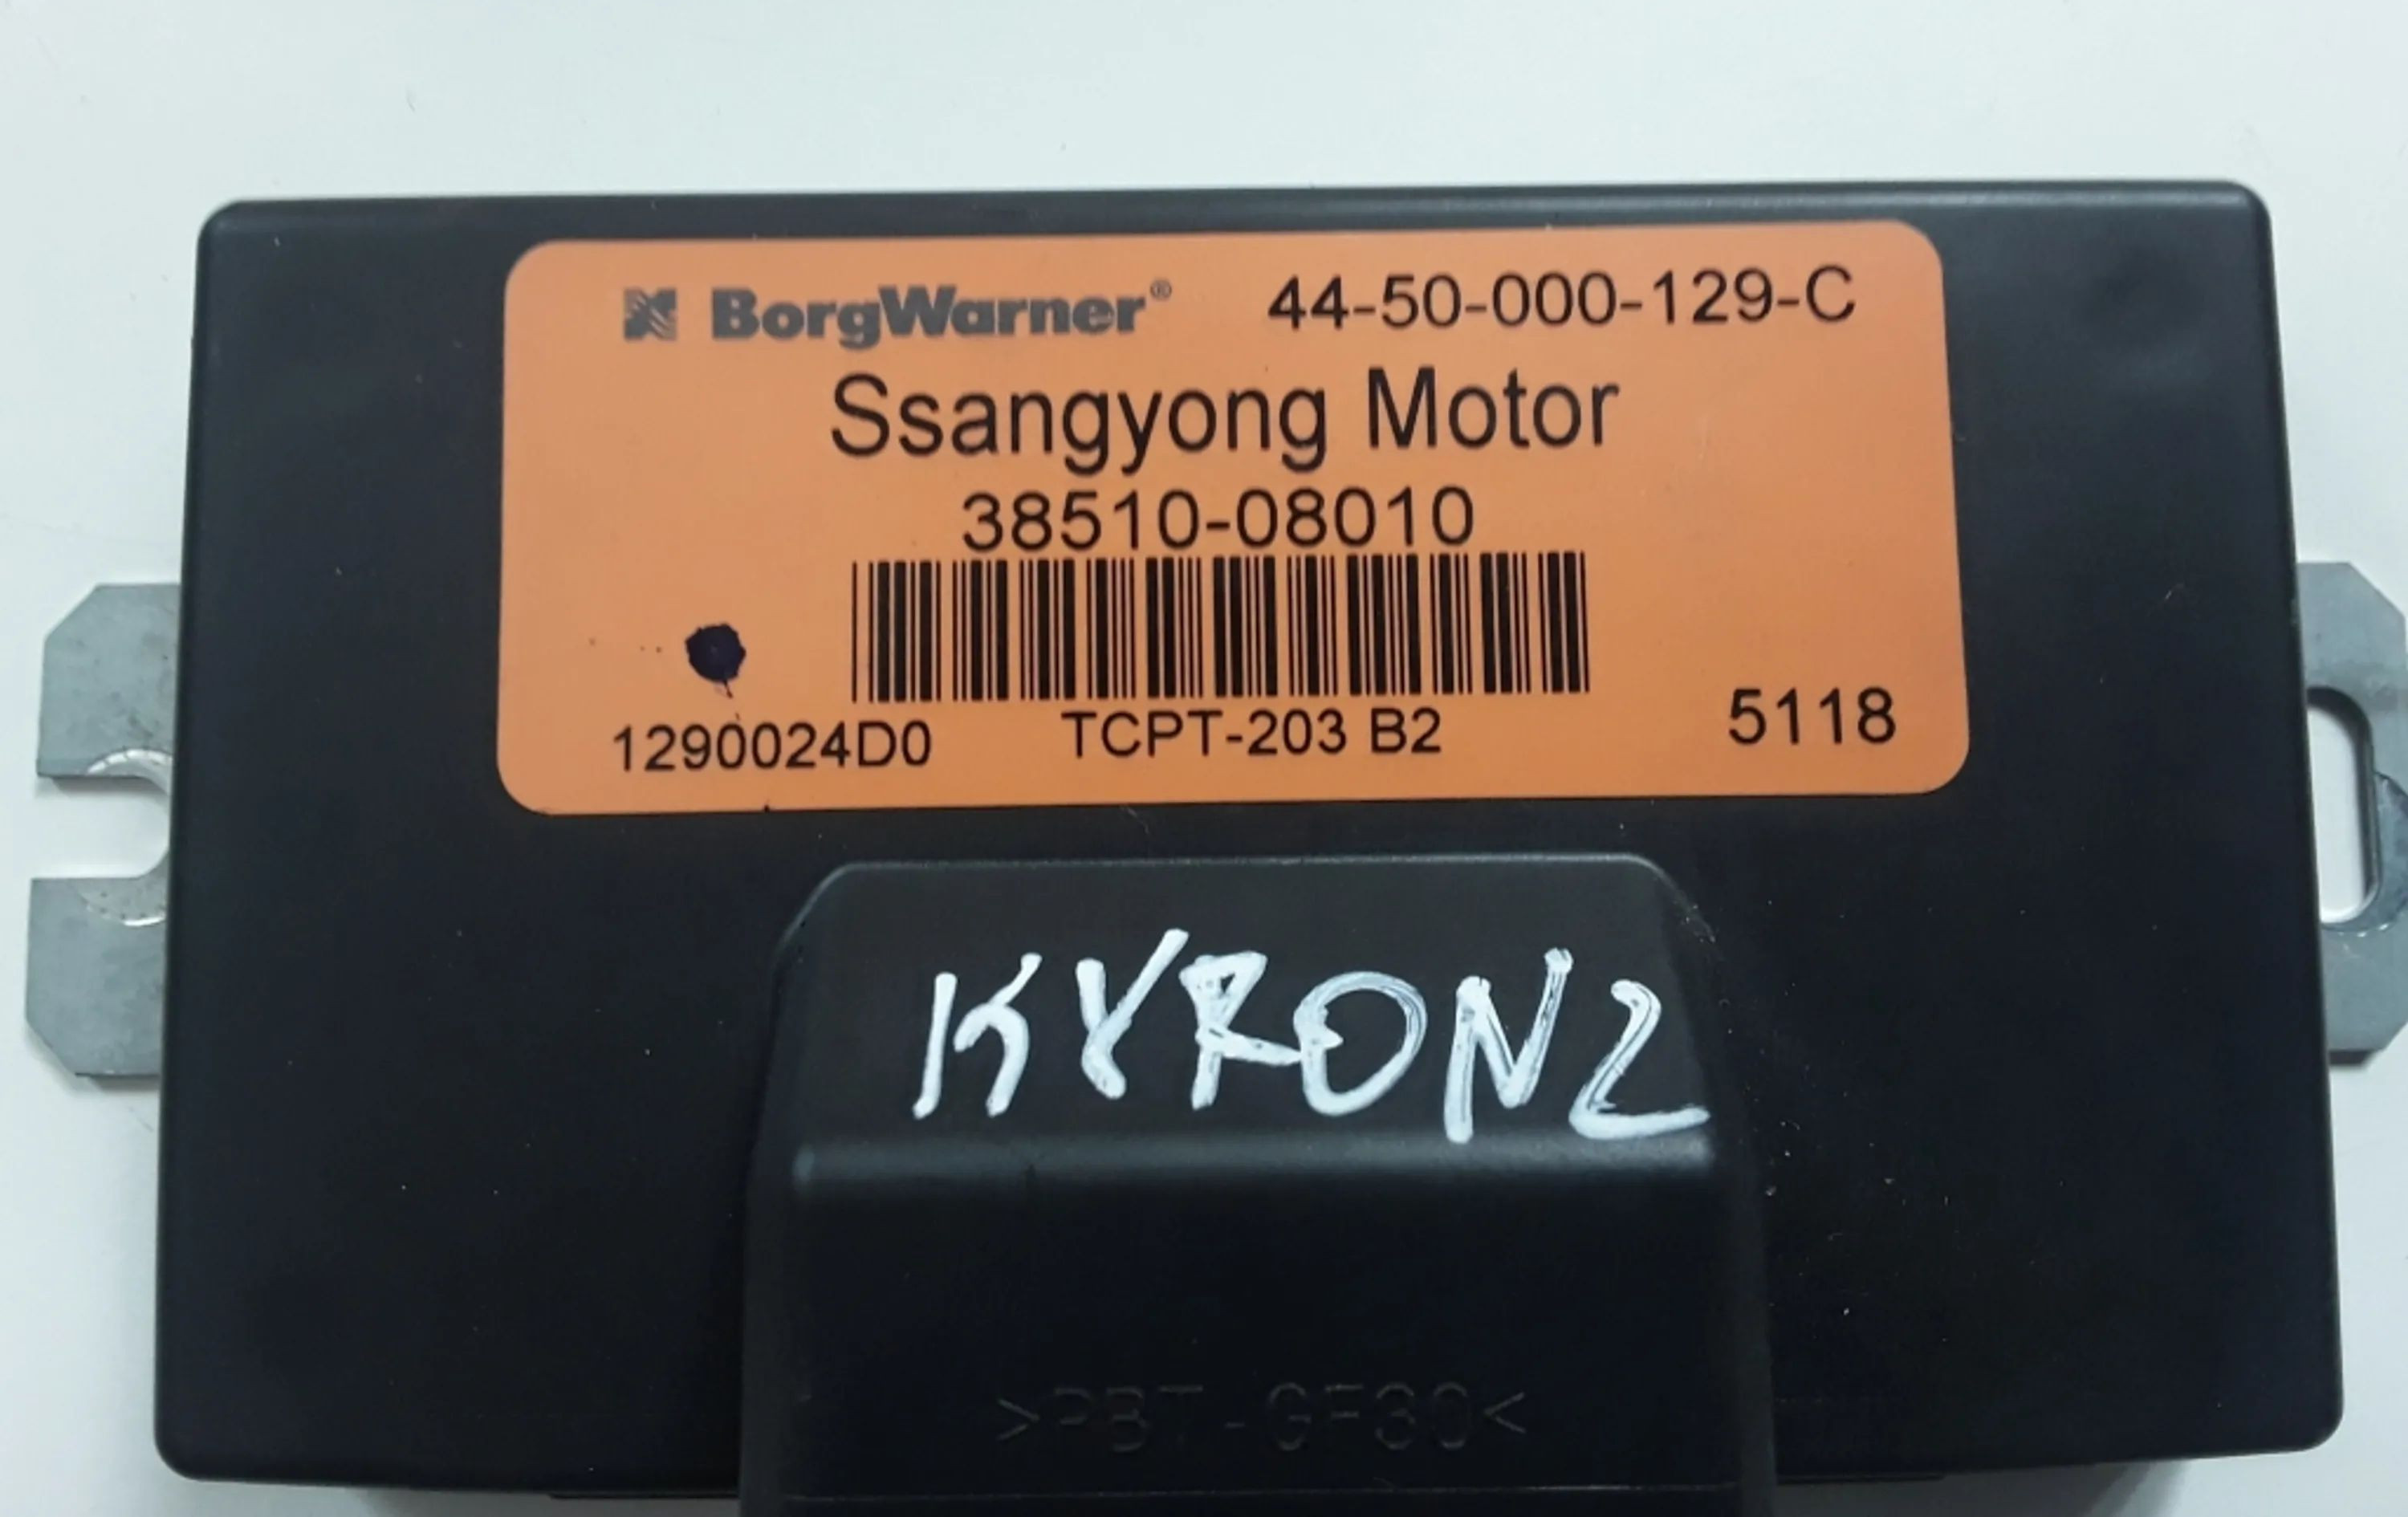 BorgWarner® 44-50-000-129-C
Ssangyong Motor
38510-08010
1290024D0 TCPT-203 B2 5118
KYRON2
>PBT-GF30<